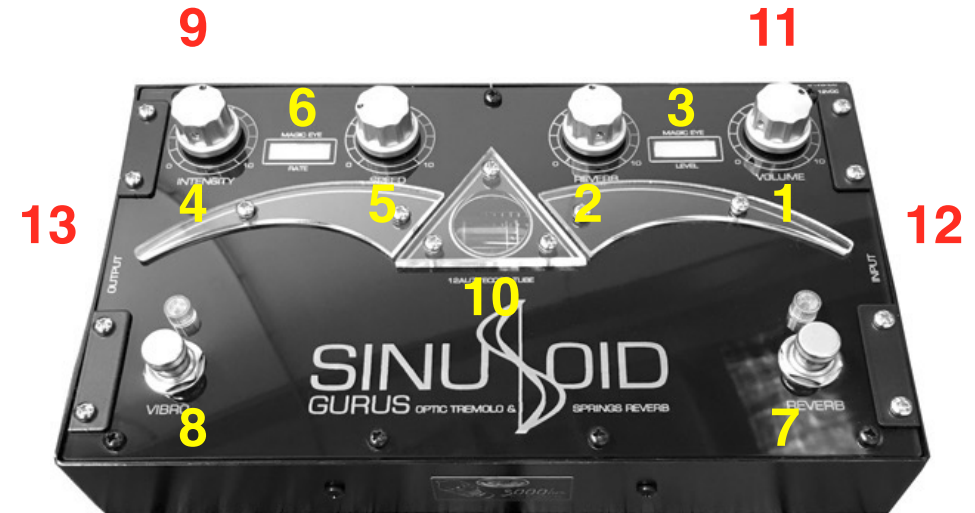 9
11
6
3
MAGIC EYE
MAGIC EYE
0
10
0
10
0
10
0
10
RATE
LEVEL
INTENSITY
SPEED
REVERB
VOLUME
4
5
2
1
13
12
OUTPUT
INPUT
10
SINUSOID
GURUS OPTIC TREMOLO & SPRINGS REVERB
VIBRO
REVERB
8
7